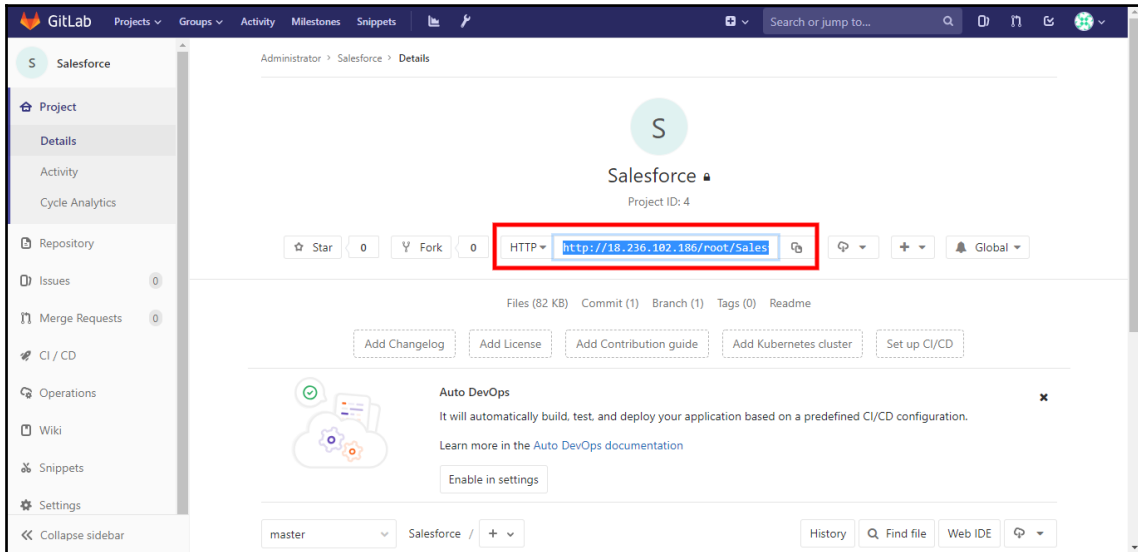 GitLab Projects Groups Activity Milestones Snippets Search or jump to...
S Salesforce
Project
Details
Activity
Cycle Analytics
Repository
Issues 0
Merge Requests 0
CI / CD
Operations
Wiki
Snippets
Settings
Collapse sidebar
Administrator > Salesforce > Details
S
Salesforce
Project ID: 4
Star 0 Fork 0 HTTP http://18.236.102.186/root/Sales Global
Files (82 KB) Commit (1) Branch (1) Tags (0) Readme
Add Changelog Add License Add Contribution guide Add Kubernetes cluster Set up CI/CD
Auto DevOps
It will automatically build, test, and deploy your application based on a predefined CI/CD configuration.
Learn more in the Auto DevOps documentation
Enable in settings
master Salesforce / + History Find file Web IDE